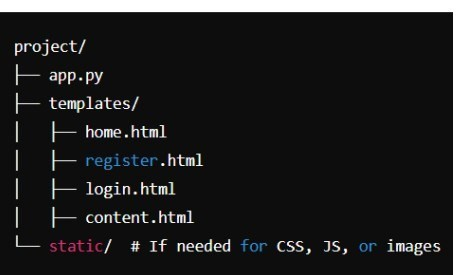 project/
├── app.py
├── templates/
│   ├── home.html
│   ├── register.html
│   ├── login.html
│   ├── content.html
└── static/  # If needed for CSS, JS, or images